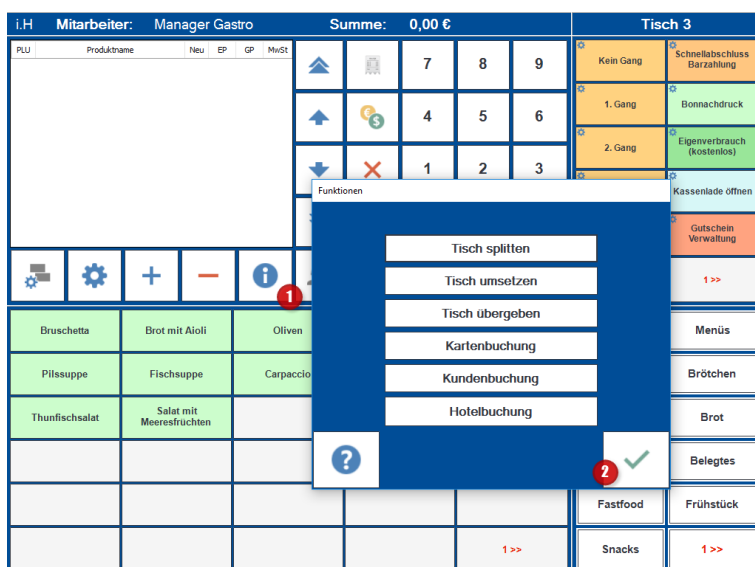 i.H Mitarbeiter: Manager Gastro Summe: 0,00 € Tisch 3
PLU Produktname Neu EP GP MwSt
7 8 9
4 5 6
1 2 3
Kein Gang
Schnellabschluss
Barzahlung
1. Gang
Bonnachdruck
2. Gang
Eigenverbrauch
(kostenlos)
Kassenlade öffnen
Gutschein
Verwaltung
1 >>
Funktionen
Tisch splitten
Tisch umsetzen
Tisch übergeben
Kartenbuchung
Kundenbuchung
Hotelbuchung
1
2
Bruschetta
Brot mit Aioli
Oliven
Pilssuppe
Fischsuppe
Carpaccio
Thunfischsalat
Salat mit
Meeresfrüchten
1 >>
Menüs
Brötchen
Brot
Belegtes
Fastfood
Frühstück
Snacks
1 >>